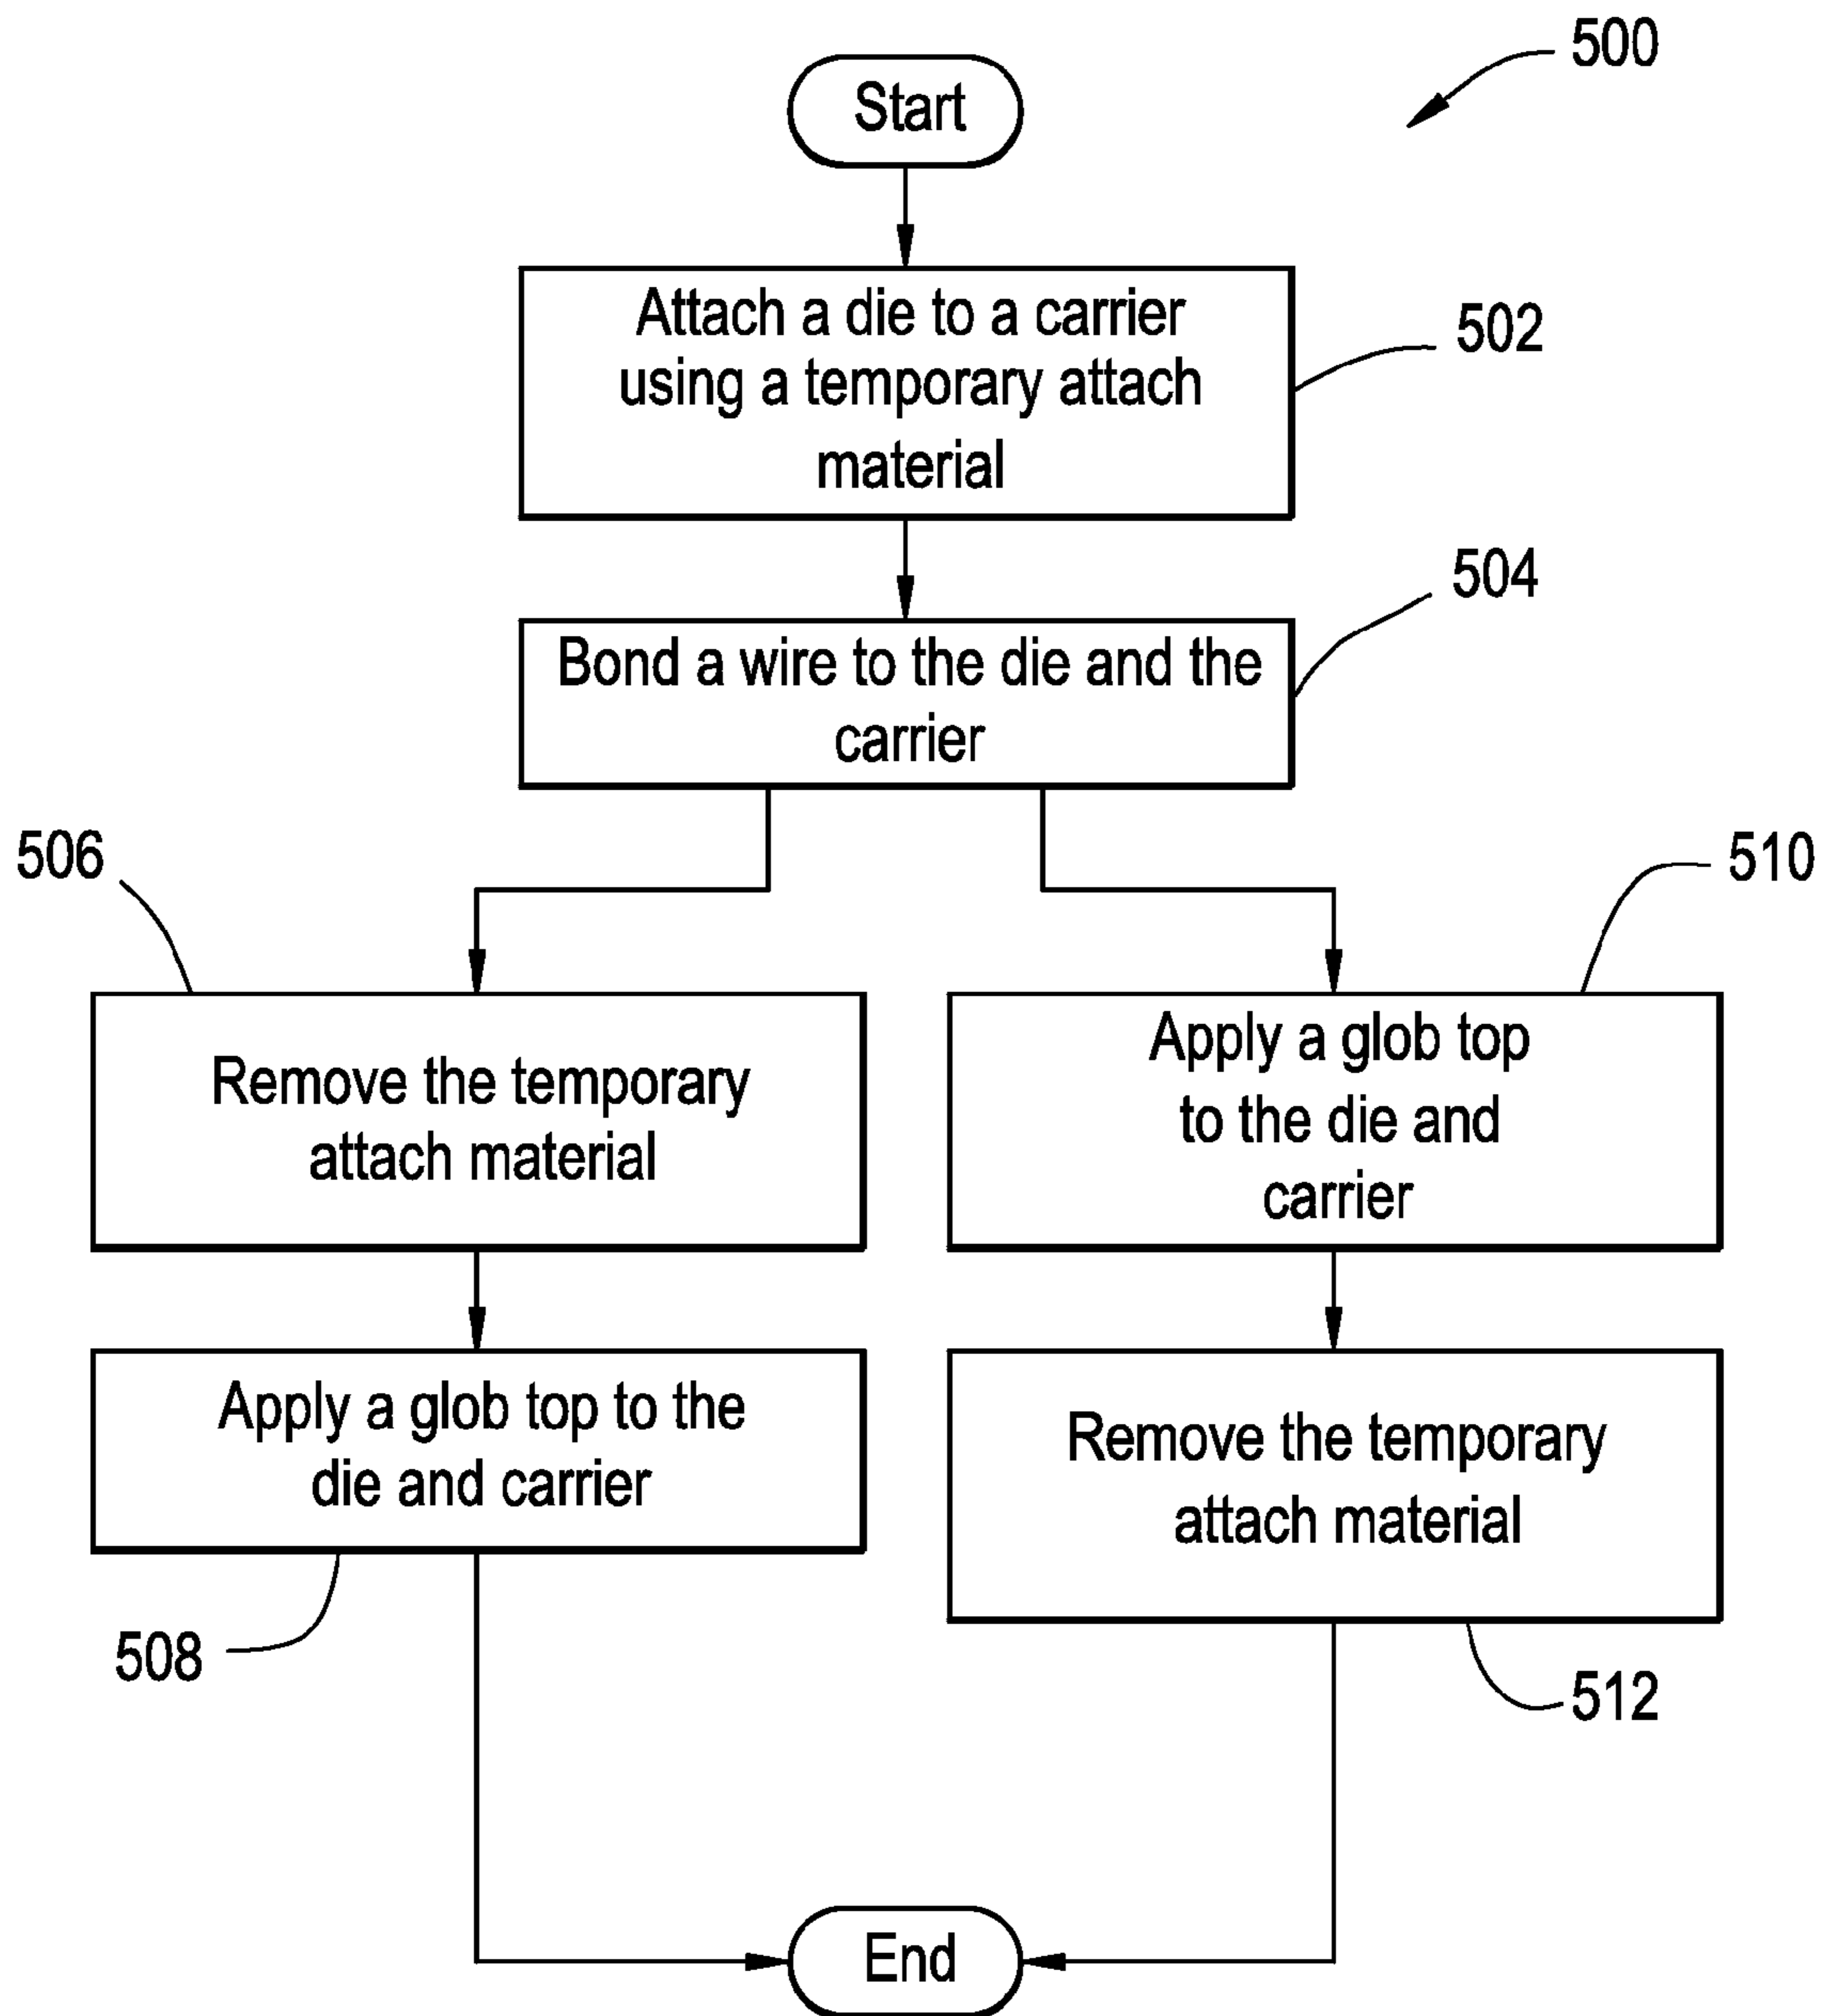 500
Start
Attach a die to a carrier
using a temporary attach
material
502
504
Bond a wire to the die and the
carrier
506
510
Remove the temporary
attach material
Apply a glob top
to the die and
carrier
Apply a glob top to the
die and carrier
508
Remove the temporary
attach material
512
End